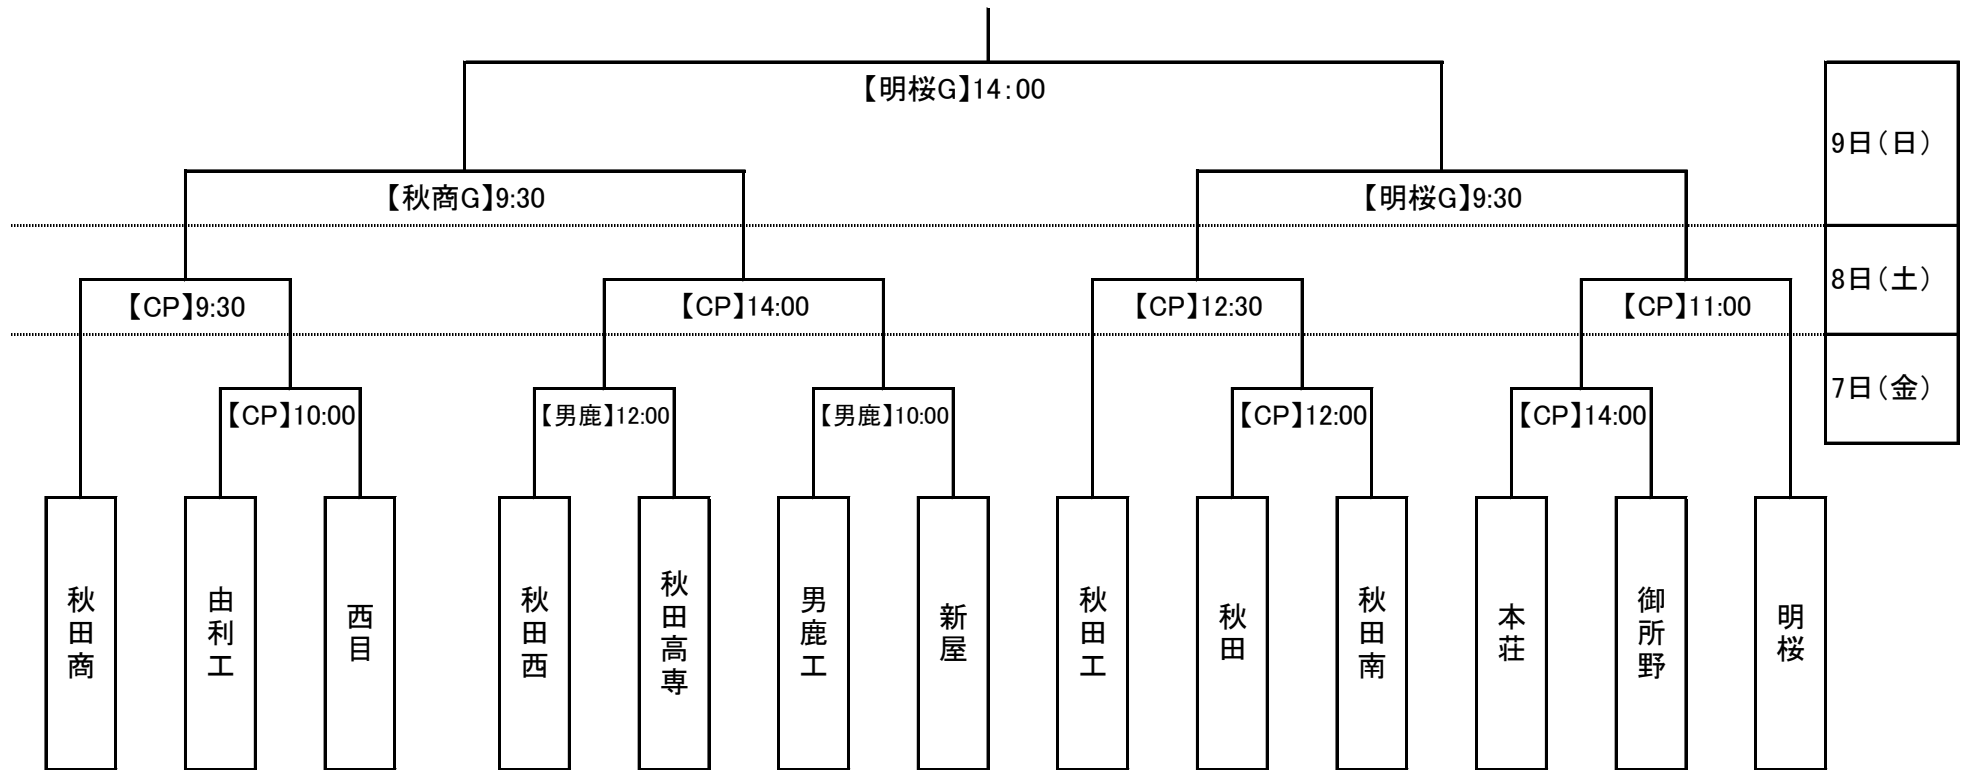 【明桜G】14:00
9日（日）
【秋商G】9:30
【明桜G】9:30
8日（土）
【CP】9:30
【CP】14:00
【CP】12:30
【CP】11:00
7日（金）
【CP】10:00
【男鹿】12:00
【男鹿】10:00
【CP】12:00
【CP】14:00
秋田商
由利工
西目
秋田西
秋田高専
男鹿工
新屋
秋田工
秋田
秋田南
本荘
御所野
明桜